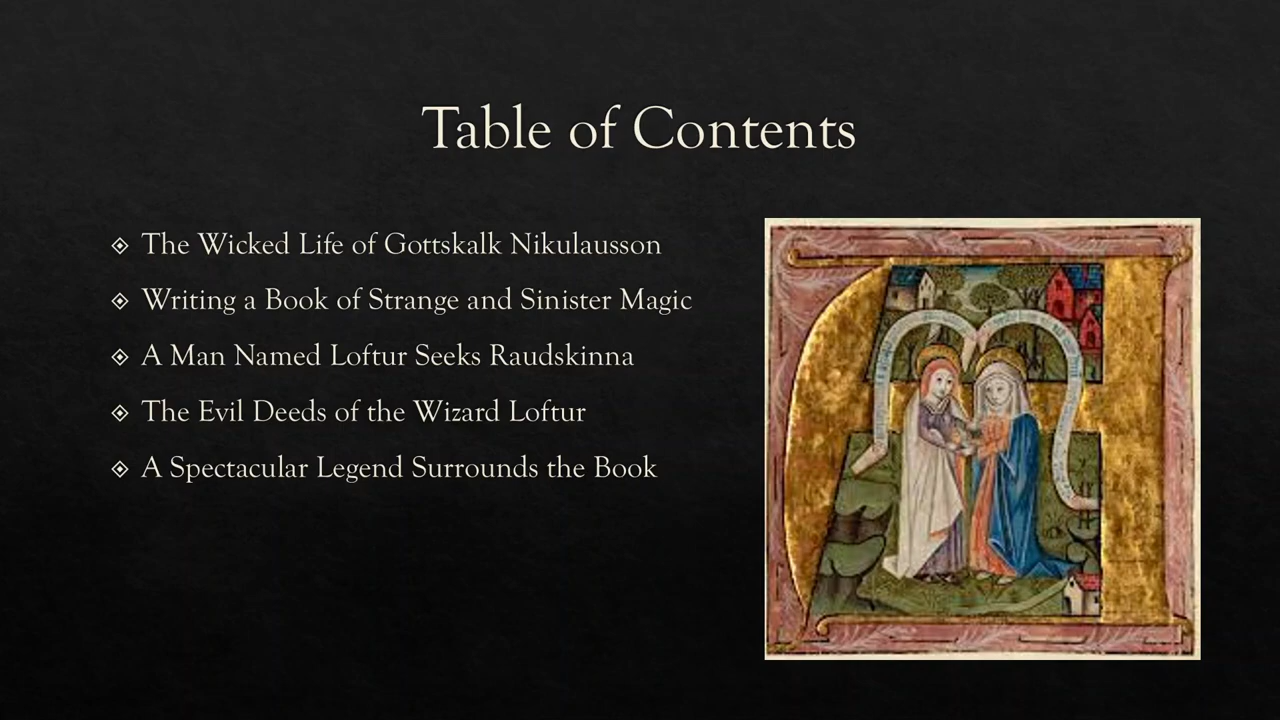 Table of Contents
The Wicked Life of Gottskalk Nikulausson
Writing a Book of Strange and Sinister Magic
A Man Named Loftur Seeks Raudskinna
The Evil Deeds of the Wizard Loftur
A Spectacular Legend Surrounds the Book